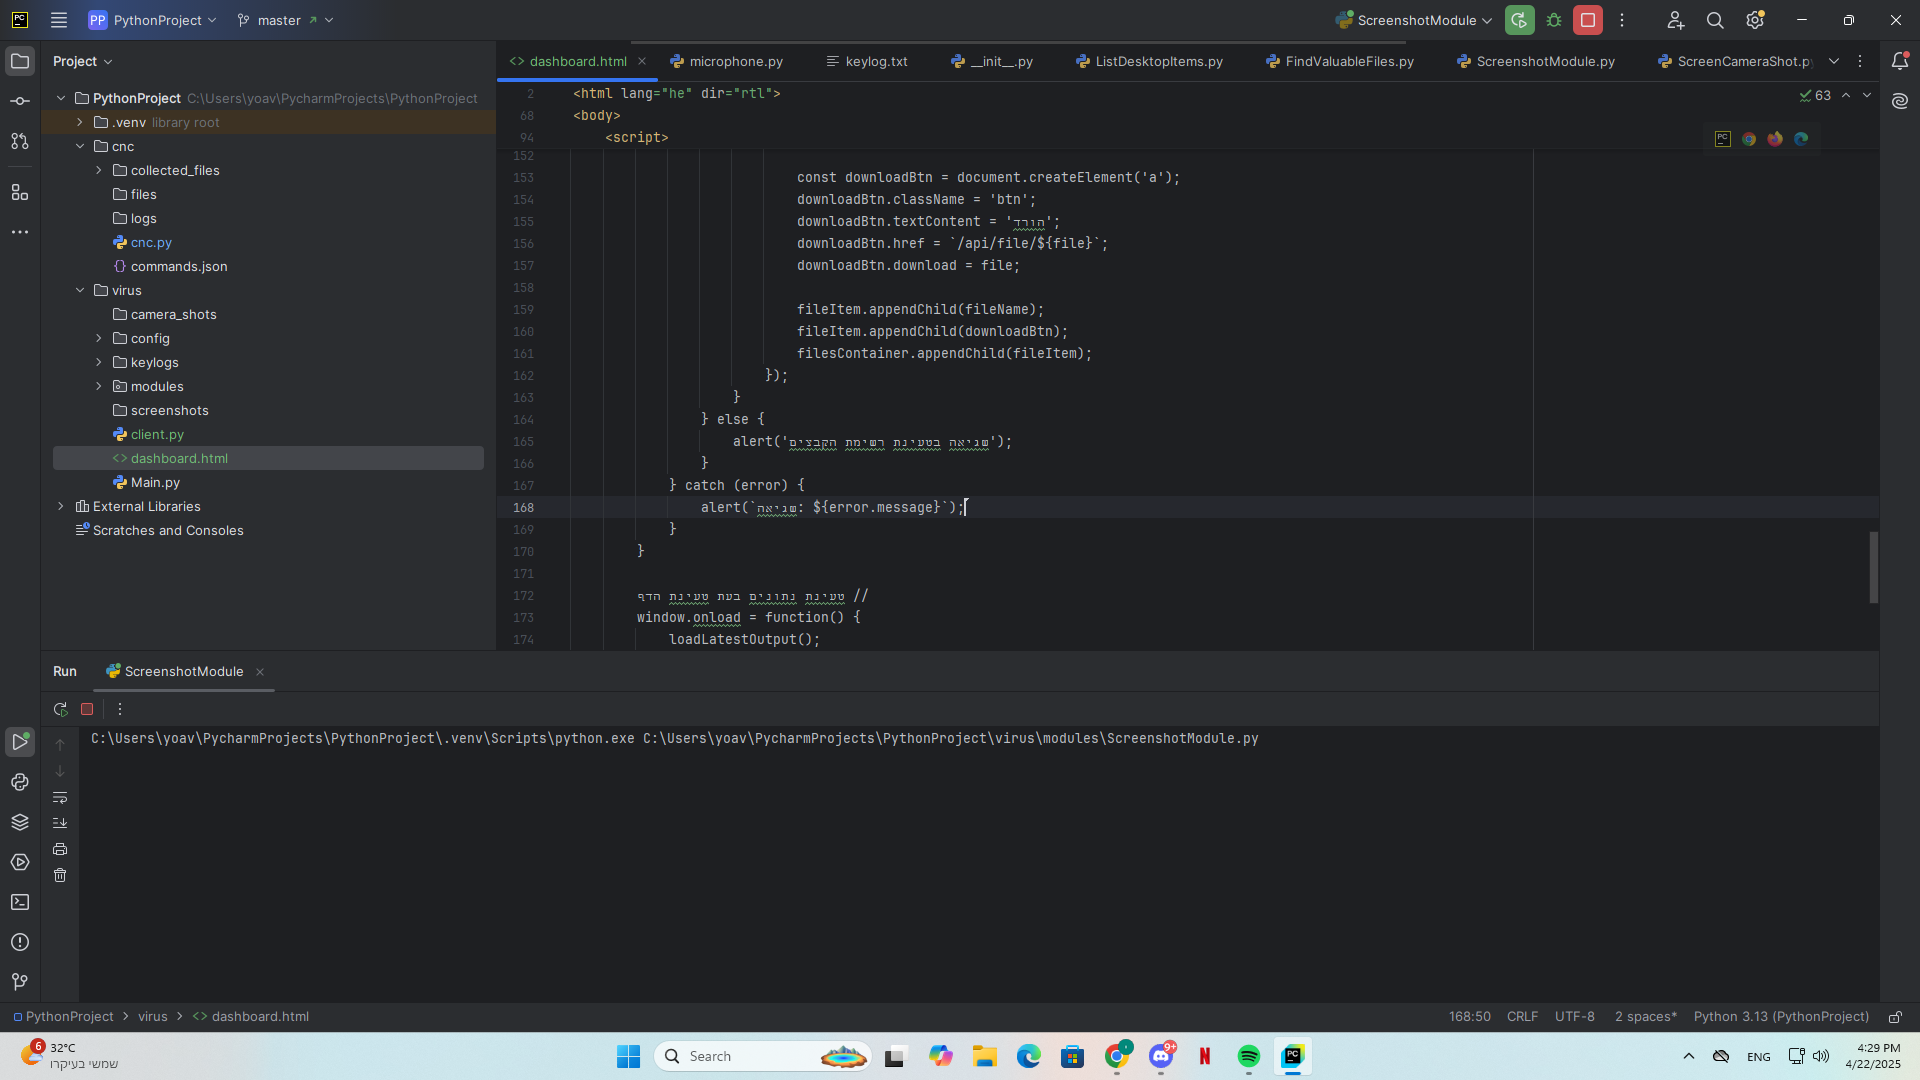 PC
PP PythonProject
master
ScreenshotModule
Project
dashboard.html
microphone.py
keylog.txt
__init__.py
ListDesktopItems.py
FindValuableFiles.py
ScreenshotModule.py
ScreenCameraShot.py
PythonProject C:\Users\yoav\PycharmProjects\PythonProject
.venv library root
cnc
collected_files
files
logs
cnc.py
commands.json
virus
camera_shots
config
keylogs
modules
screenshots
client.py
dashboard.html
Main.py
External Libraries
Scratches and Consoles
63
2 <html lang="he" dir="rtl">
68 <body>
94 <script>
152
153 const downloadBtn = document.createElement('a');
154 downloadBtn.className = 'btn';
155 downloadBtn.textContent = 'הורד';
156 downloadBtn.href = `/api/file/${file}`;
157 downloadBtn.download = file;
158
159 fileItem.appendChild(fileName);
160 fileItem.appendChild(downloadBtn);
161 filesContainer.appendChild(fileItem);
162 });
163 }
164 } else {
165 alert('שגיאה בטעינת רשימת הקבצים');
166 }
167 } catch (error) {
168 alert(`שגיאה: ${error.message}`);
169 }
170 }
171
172 // טעינת נתונים בעת טעינת הדף
173 window.onload = function() {
174 loadLatestOutput();
Run
ScreenshotModule
C:\Users\yoav\PycharmProjects\PythonProject\.venv\Scripts\python.exe C:\Users\yoav\PycharmProjects\PythonProject\virus\modules\ScreenshotModule.py
PythonProject > virus > dashboard.html
168:50 CRLF UTF-8 2 spaces* Python 3.13 (PythonProject)
6
32°C
שמשי בעיקרו
Search
9+
N
PC
ENG
4:29 PM
4/22/2025